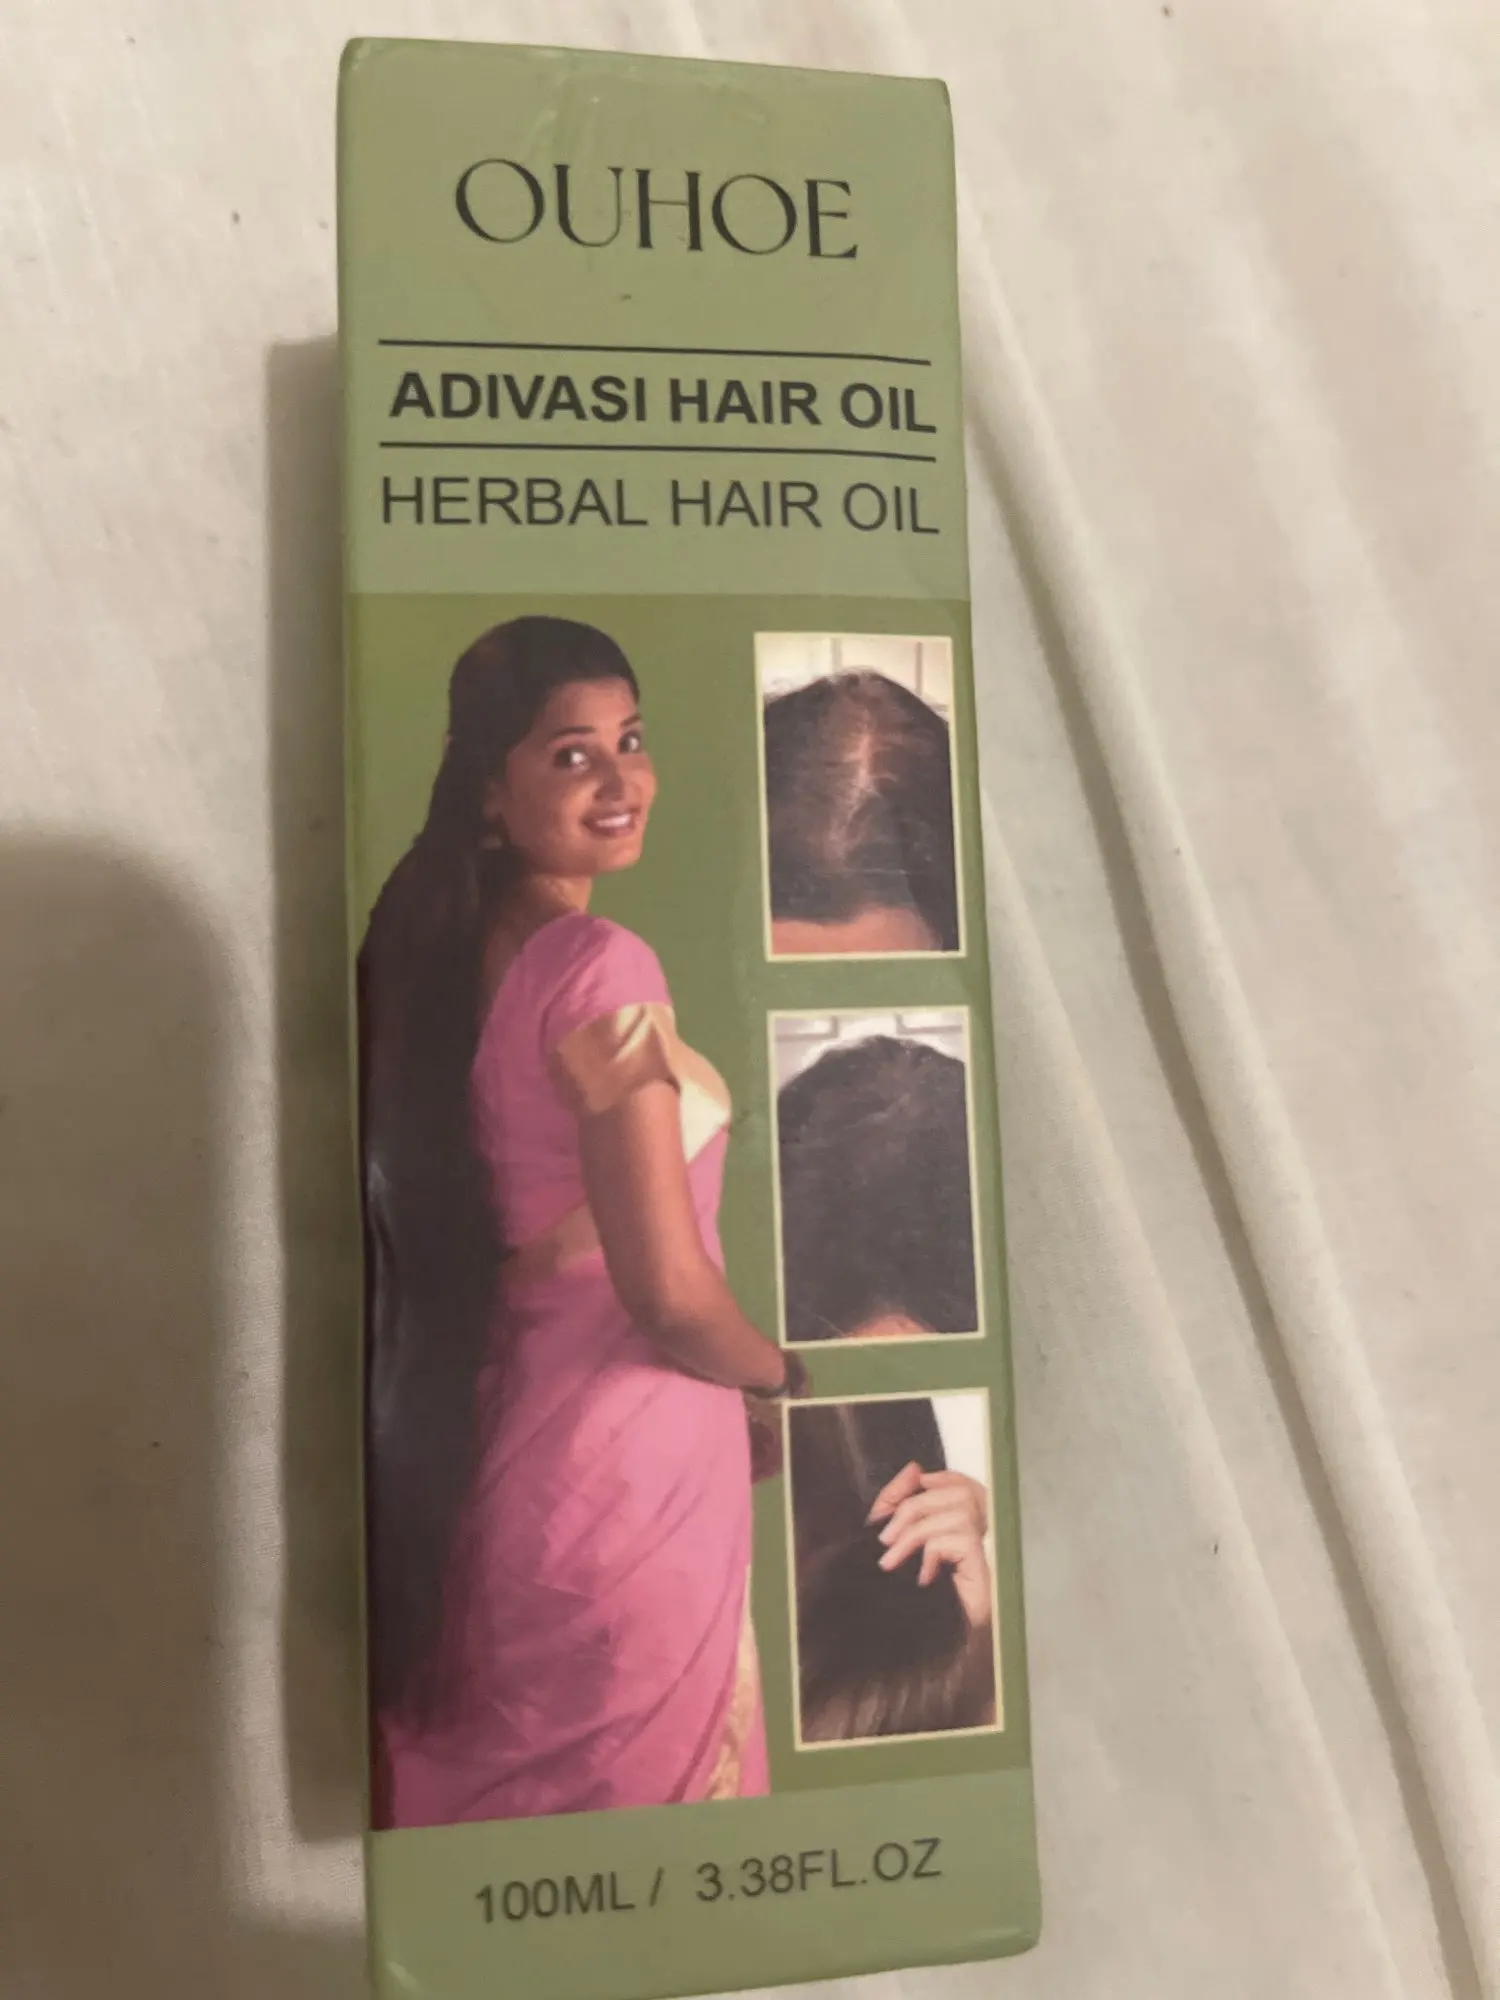 OUHOE
ADIVASI HAIR OIL
HERBAL HAIR OIL
100ML / 3.38FL.OZ